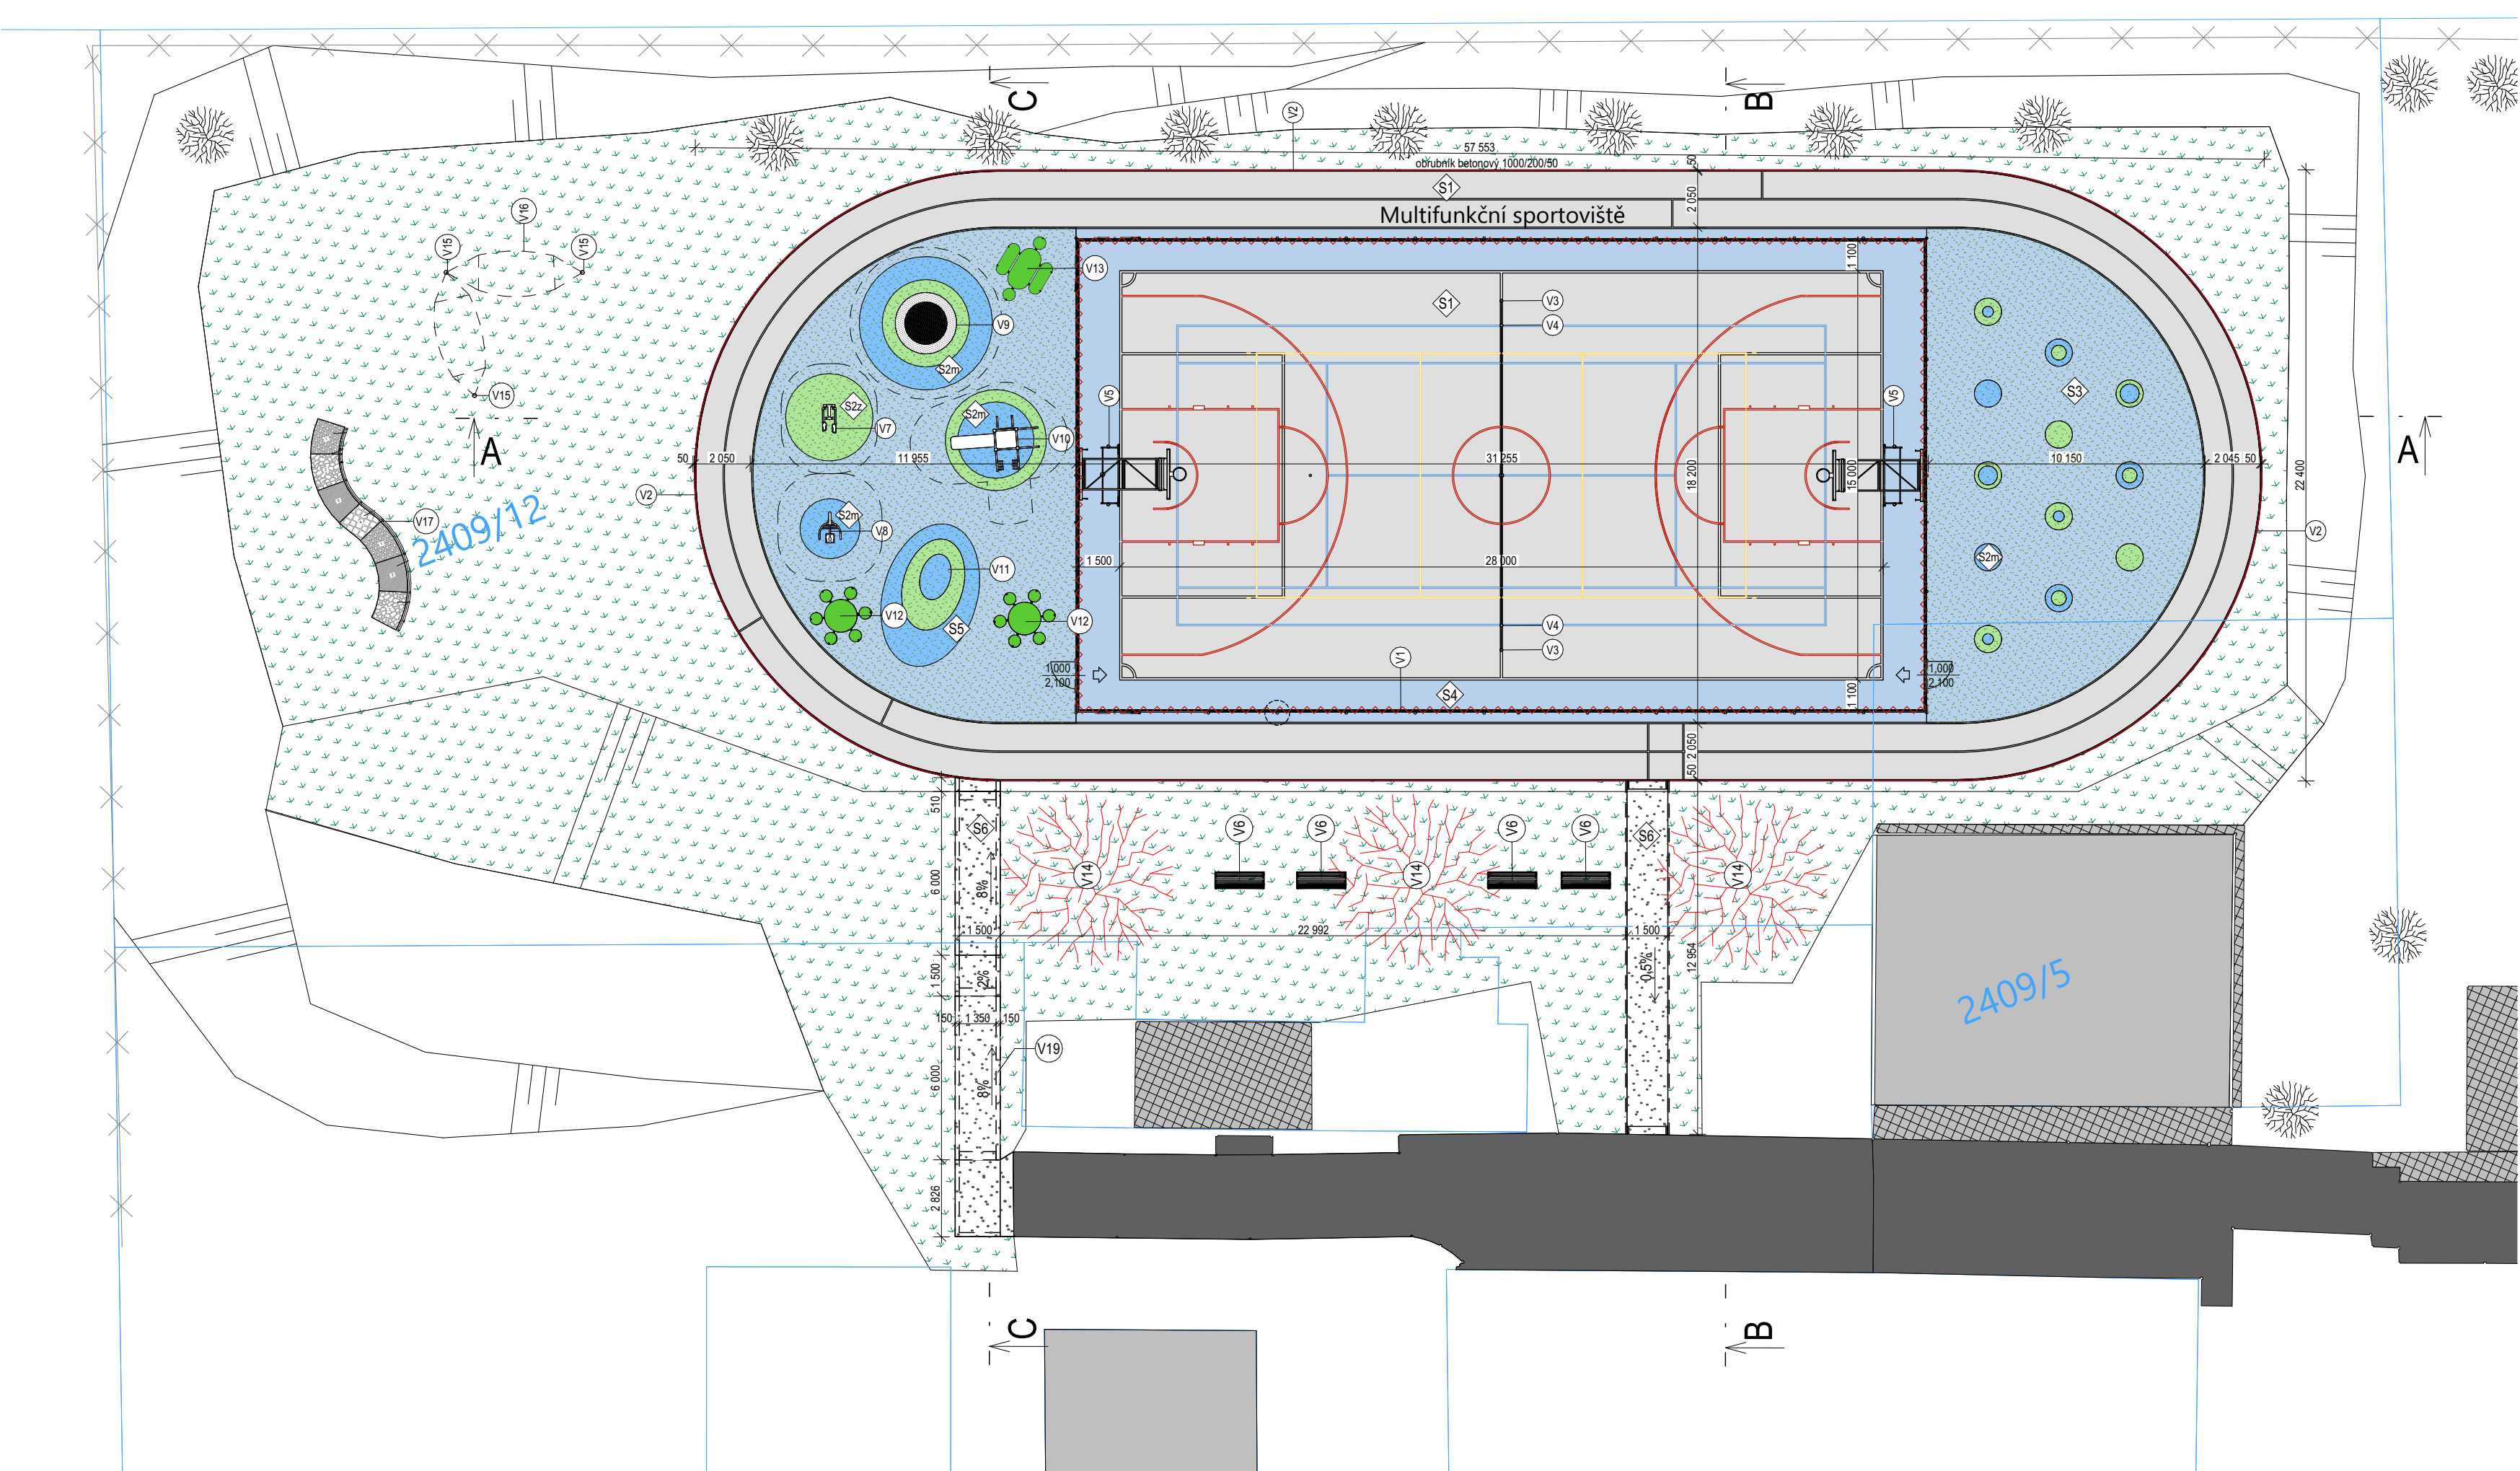 C
B
V2
57 553
obrubník betonový 1000/200/50
50
S1
2 050
Multifunkční sportoviště
V16
V15
V15
V13
1 100
S1
V3
V9
V4
S2m
V15
V5
V5
S3
S2z
S2m
V7
V10
A
A
50
2 050
11 955
31 255
10 150
2 045
50
18 200
15 000
22 400
V2
V17
2409/12
S2m
V8
V2
1 500
28 000
S2m
V11
V12
S5
V12
V4
V3
V1
1,000
2,100
1,000
2,100
S4
1 100
2 050
50
510
S6
V6
V6
V6
V6
S6
6 000
8%
V14
V14
V14
1 500
22 992
1 500
1 500
2%
0,5%
12 954
2409/5
150
1 350
150
V19
6 000
8%
2 826
C
B